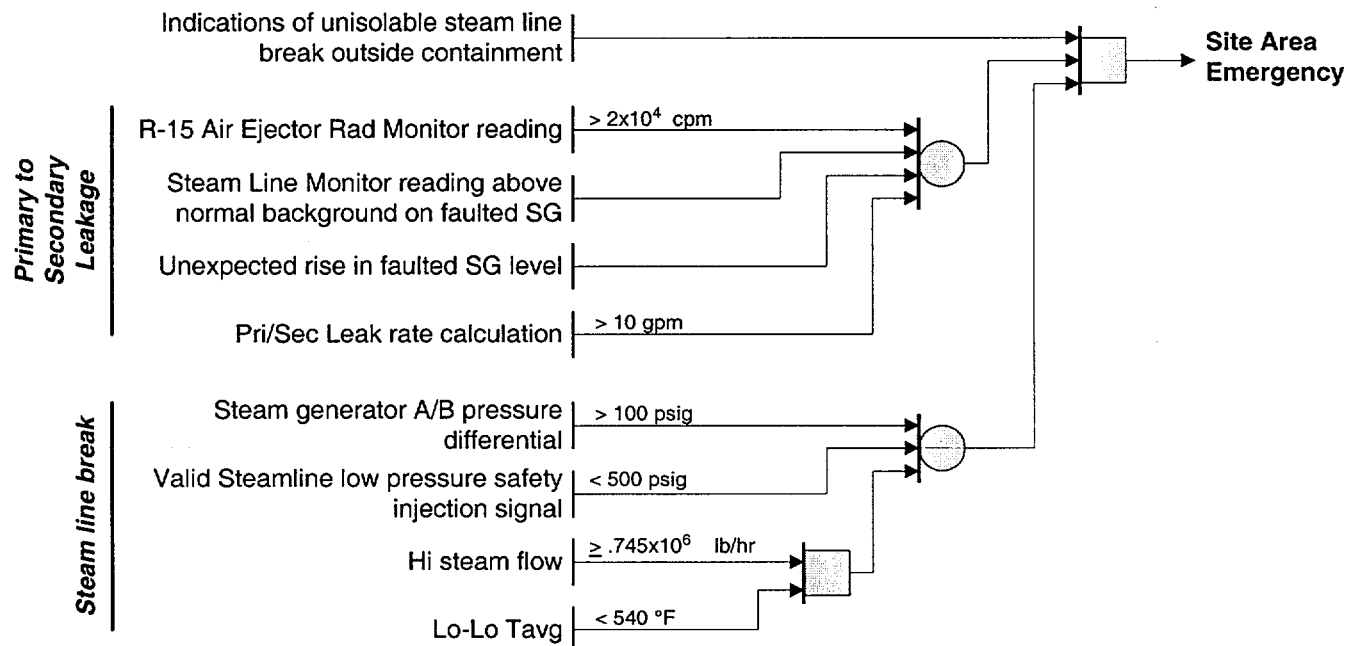 Indications of unisolable steam line
break outside containment
Site Area
Emergency
Primary to
Secondary
Leakage
R-15 Air Ejector Rad Monitor reading
> 2x10⁴ cpm
Steam Line Monitor reading above
normal background on faulted SG
Unexpected rise in faulted SG level
Pri/Sec Leak rate calculation
> 10 gpm
Steam line break
Steam generator A/B pressure
differential
> 100 psig
Valid Steamline low pressure safety
injection signal
< 500 psig
Hi steam flow
≥ .745x10⁶ lb/hr
Lo-Lo Tavg
< 540 °F